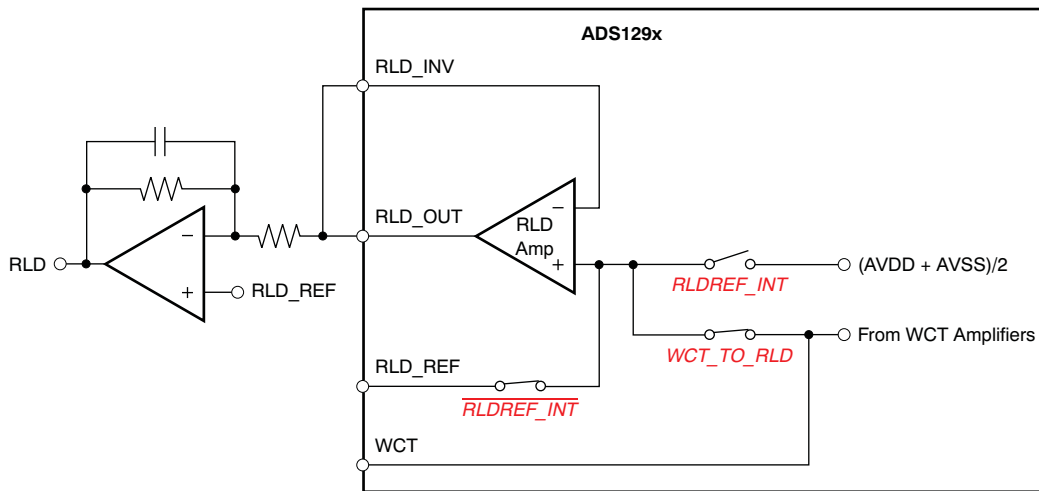 ADS129x
RLD_INV
RLD_OUT
RLD
Amp
−
+
RLD
−
+
RLD_REF
RLDREF_INT
(AVDD + AVSS)/2
WCT_TO_RLD
From WCT Amplifiers
RLD_REF
RLDREF_INT
WCT